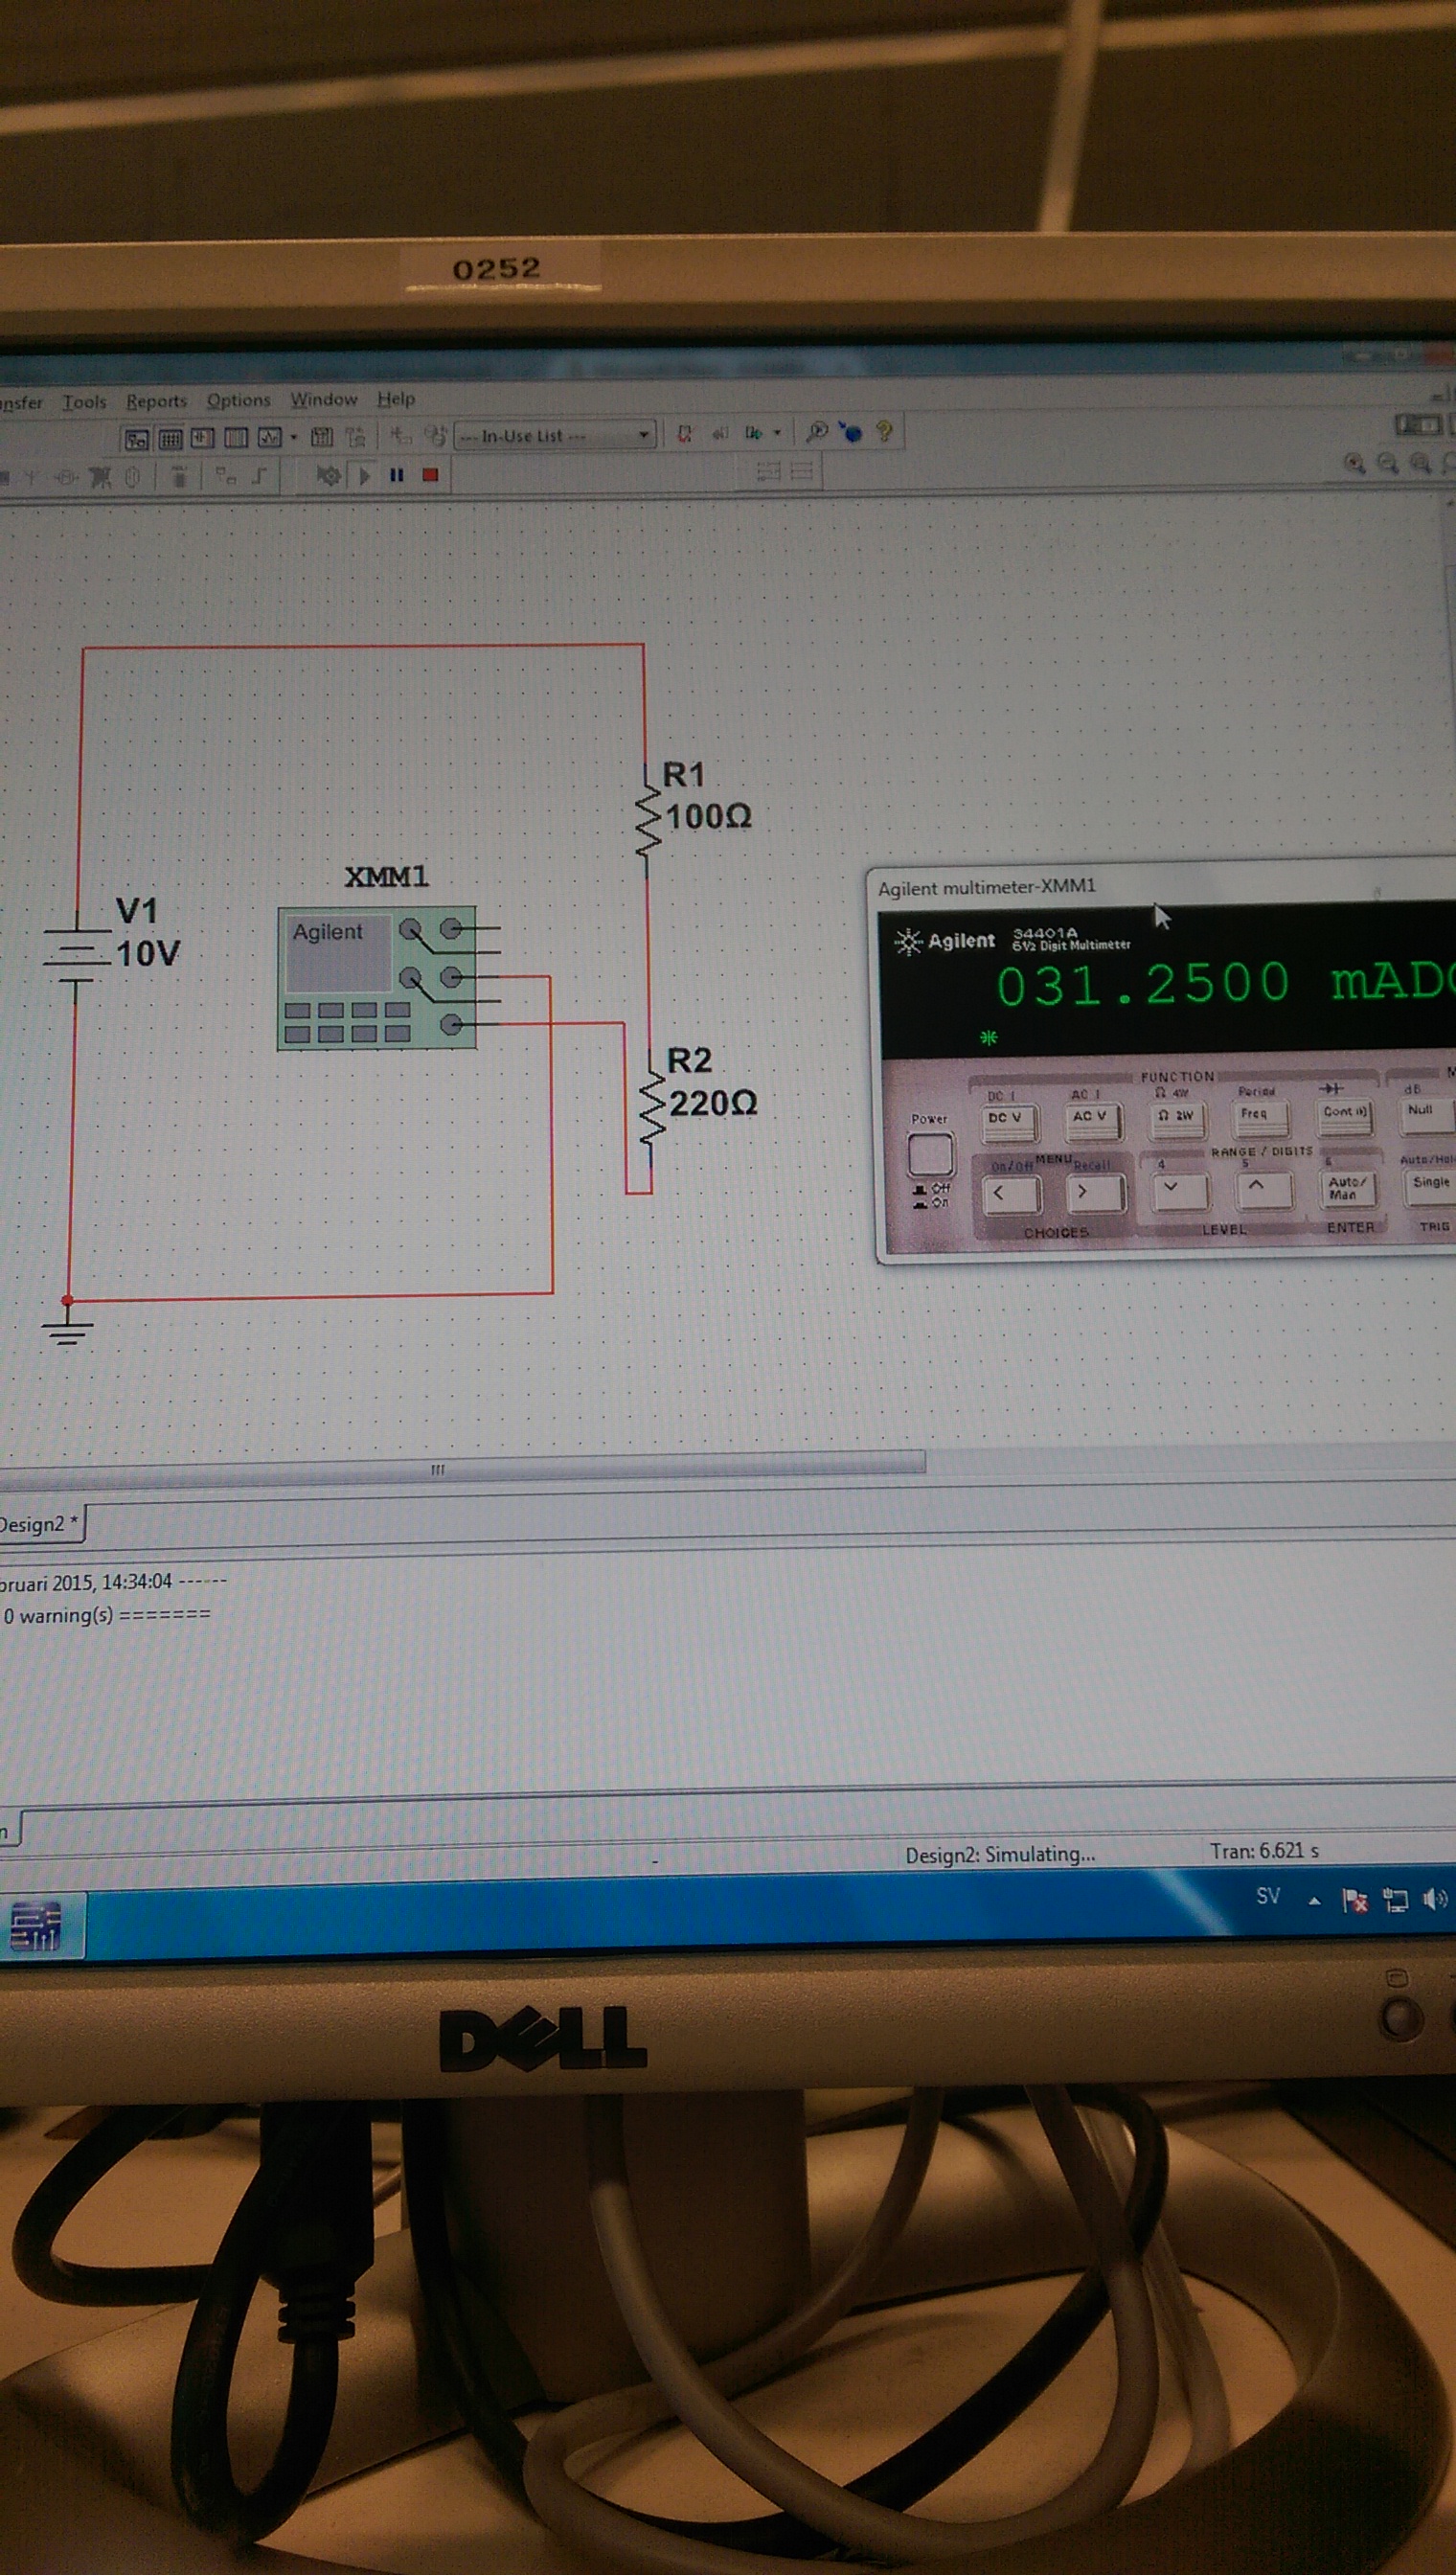 0252
nsfer Tools Reports Options Window Help
--- In-Use List ---
R1
100Ω
XMM1
V1
10V
Agilent
R2
220Ω
Agilent multimeter-XMM1
Agilent 34401A
6½ Digit Multimeter
031.2500 mADC
FUNCTION
DC I AC I Ω 4W Period dB
Power
DC V AC V Ω 2W Freq Cont Null
RANGE / DIGITS
On/Off MENU Recall 4 5 6 Auto/Hol
Off
On
< > Auto/
Man Single
CHOICES LEVEL ENTER TRIG
Design2 *
bruari 2015, 14:34:04 ------
0 warning(s) =======
Design2: Simulating... Tran: 6.621 s
SV
DELL